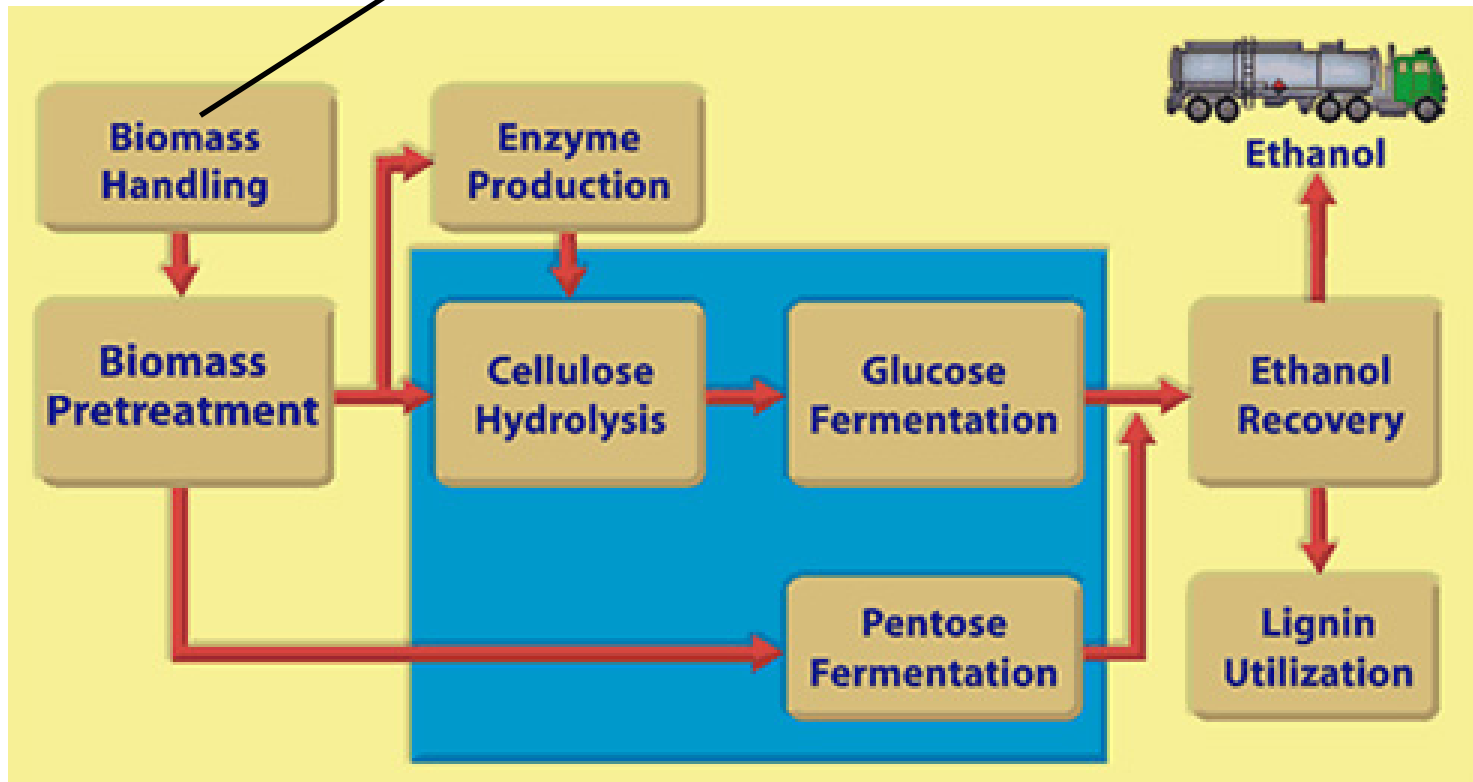 Biomass
Handling
Enzyme
Production
Ethanol
Biomass
Pretreatment
Cellulose
Hydrolysis
Glucose
Fermentation
Ethanol
Recovery
Pentose
Fermentation
Lignin
Utilization